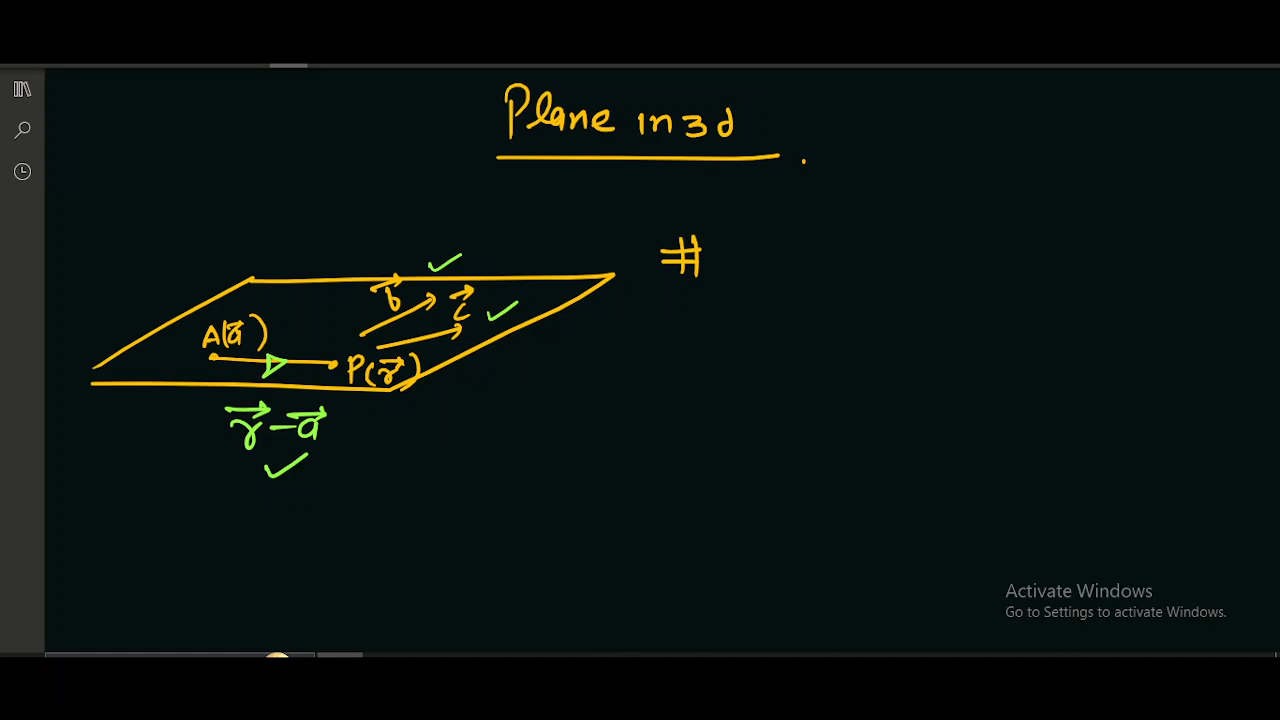 Plane in 3d
#
b⃗
c⃗
A(a⃗)
P(r⃗)
r⃗ - a⃗
Activate Windows
Go to Settings to activate Windows.